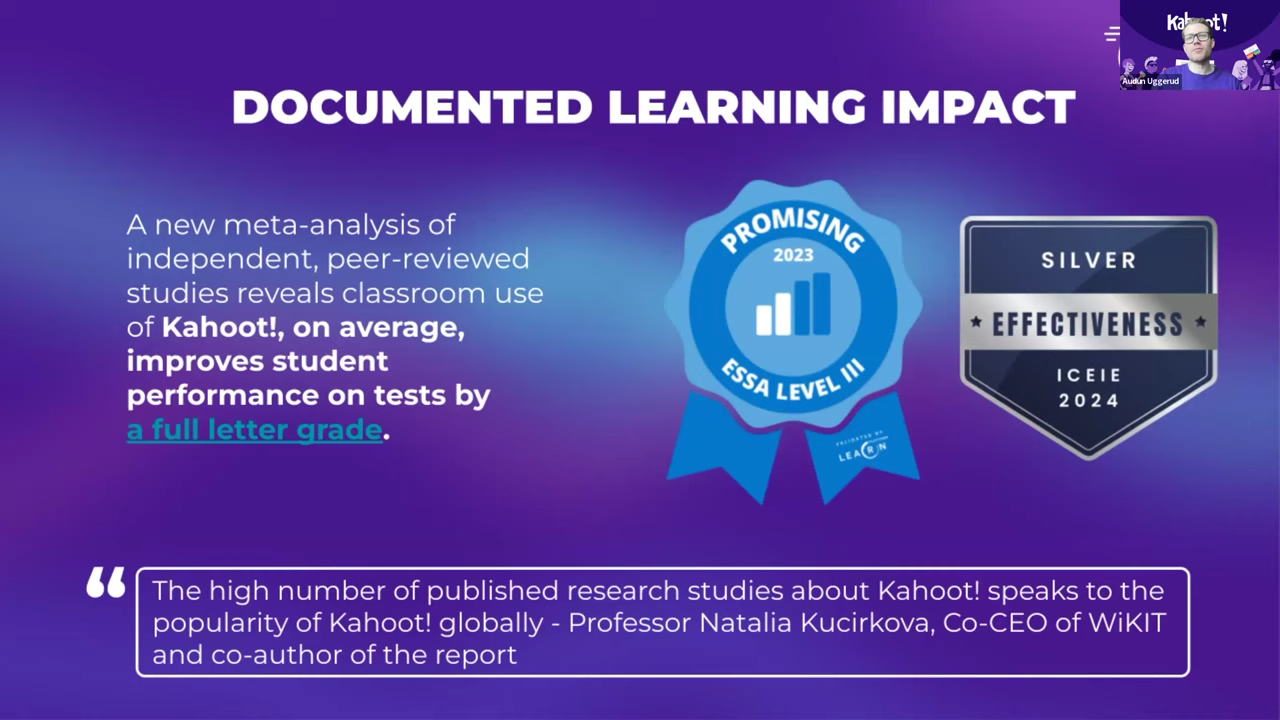 Kahoot!
Audun Uggerud
DOCUMENTED LEARNING IMPACT
A new meta-analysis of
independent, peer-reviewed
studies reveals classroom use
of Kahoot!, on average,
improves student
performance on tests by
a full letter grade.
PROMISING
2023
ESSA LEVEL III
VALIDATED BY
LEARN
SILVER
EFFECTIVENESS
ICEIE
2024
“
The high number of published research studies about Kahoot! speaks to the
popularity of Kahoot! globally - Professor Natalia Kucirkova, Co-CEO of WiKIT
and co-author of the report